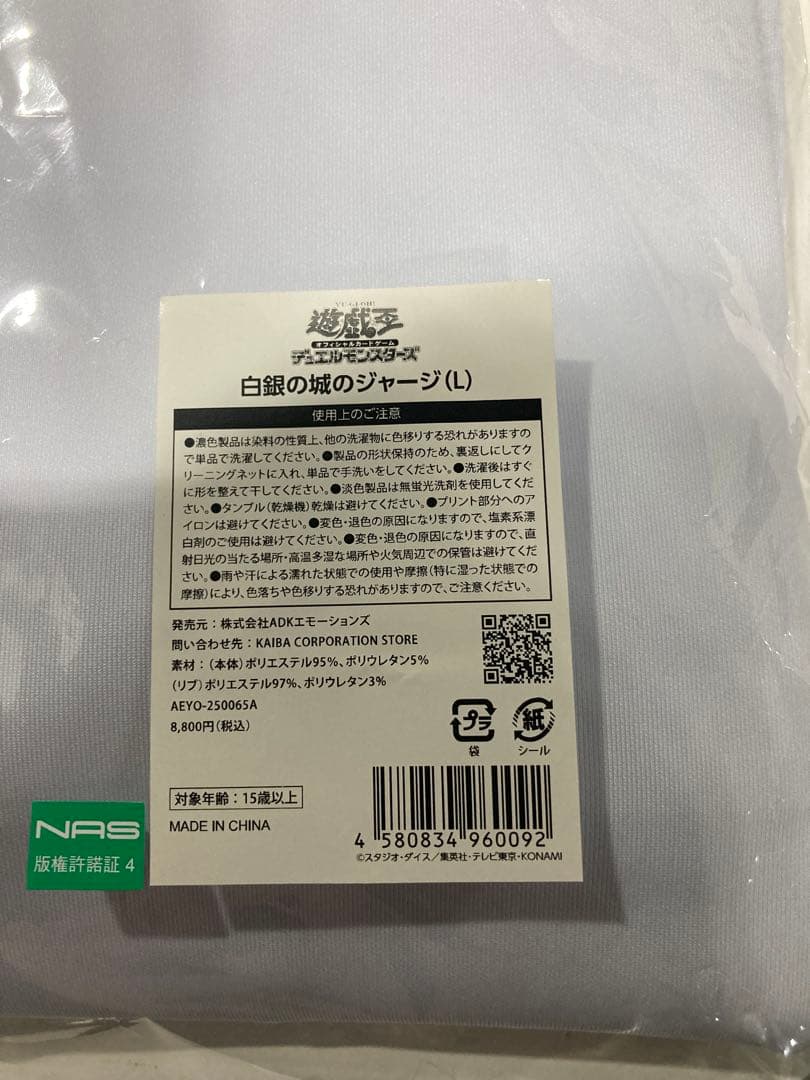 YU-GI-OH!
遊戯王
オフィシャルカードゲーム
デュエルモンスターズ
白銀の城のジャージ(L)
使用上のご注意
●濃色製品は染料の性質上、他の洗濯物に色移りする恐れがありますの
で単品で洗濯してください。●製品の形状保持のため、裏返しにしてク
リーニングネットに入れ、単品で手洗いをしてください。●洗濯後はすぐ
に形を整えて干してください。●淡色製品は無蛍光洗剤を使用してくだ
さい。●タンブル(乾燥機)乾燥は避けてください。●プリント部分へのア
イロンは避けてください。●変色・退色の原因になりますので、塩素系漂
白剤のご使用は避けてください。●変色・退色の原因になりますので、直
射日光の当たる場所・高温多湿な場所や火気周辺での保管は避けてくだ
さい。●雨や汗による濡れた状態での使用や摩擦(特に湿った状態での
摩擦)により、色落ちや色移りする恐れがありますので、ご注意ください。
発売元：株式会社ADKエモーションズ
問い合わせ先：KAIBA CORPORATION STORE
素材：(本体)ポリエステル95%、ポリウレタン5%
(リブ)ポリエステル97%、ポリウレタン3%
AEYO-250065A
8,800円(税込)
プラ
袋
紙
シール
対象年齢：15歳以上
MADE IN CHINA
4 580834 960092
©スタジオ・ダイス／集英社・テレビ東京・KONAMI
NAS
版権許諾証 4